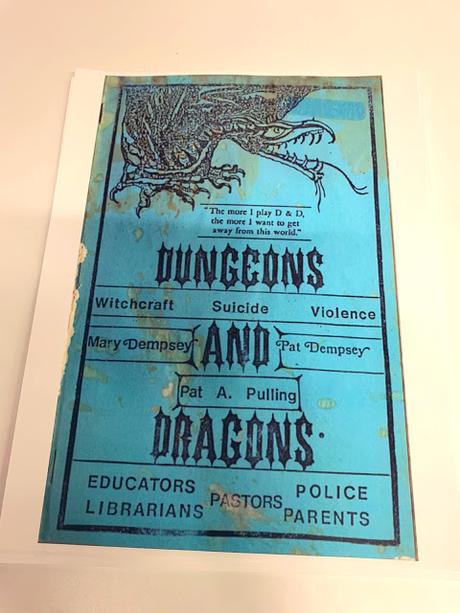 "The more I play D & D,
the more I want to get
away from this world."
DUNGEONS
Witchcraft Suicide Violence
Mary Dempsey AND Pat Dempsey
Pat A. Pulling
DRAGONS
EDUCATORS PASTORS POLICE
LIBRARIANS PARENTS